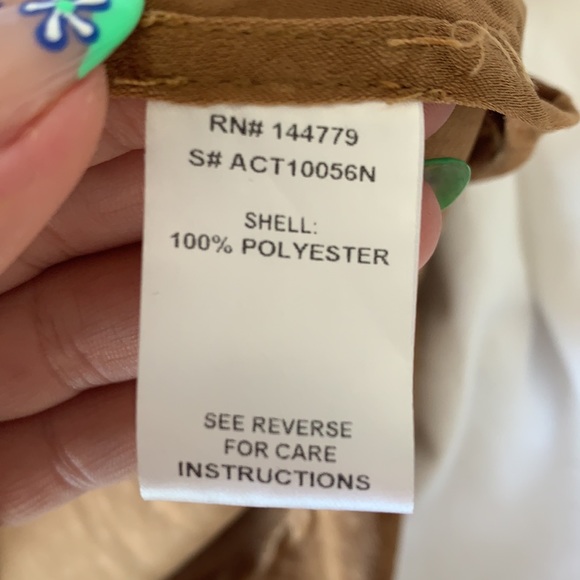 RN# 144779
S# ACT10056N
SHELL:
100% POLYESTER
SEE REVERSE
FOR CARE
INSTRUCTIONS